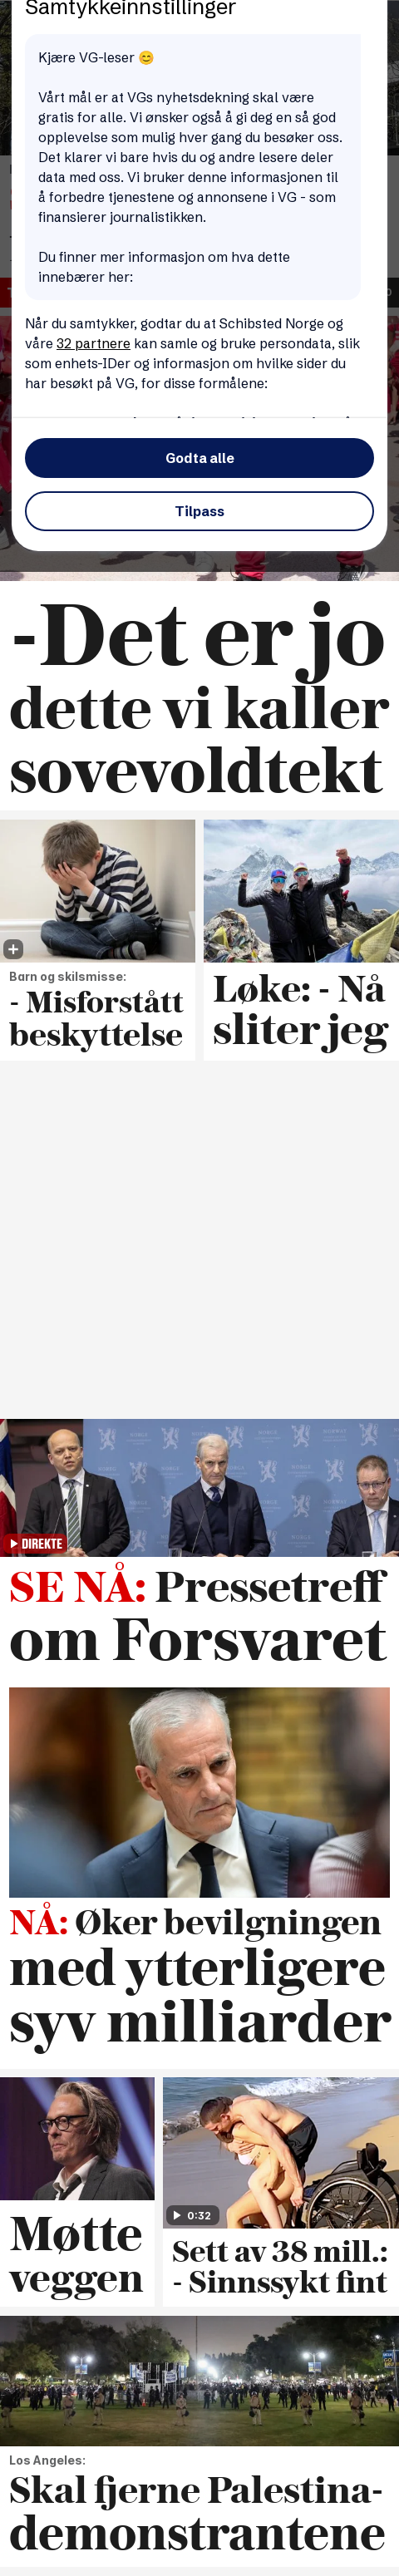 Samtykkeinnstillinger
Kjære VG-leser 😊
Vårt mål er at VGs nyhetsdekning skal være
gratis for alle. Vi ønsker også å gi deg en så god
opplevelse som mulig hver gang du besøker oss.
Det klarer vi bare hvis du og andre lesere deler
data med oss. Vi bruker denne informasjonen til
å forbedre tjenestene og annonsene i VG - som
finansierer journalistikken.
Du finner mer informasjon om hva dette
innebærer her:
Når du samtykker, godtar du at Schibsted Norge og
våre 32 partnere kan samle og bruke persondata, slik
som enhets-IDer og informasjon om hvilke sider du
har besøkt på VG, for disse formålene:
Godta alle
Tilpass
-Det er jo
dette vi kaller
sovevoldtekt
Barn og skilsmisse:
- Misforstått
beskyttelse
Løke: - Nå
sliter jeg
DIREKTE
SE NÅ: Pressetreff
om Forsvaret
NÅ: Øker bevilgningen
med ytterligere
syv milliarder
Møtte
veggen
0:32
Sett av 38 mill.:
- Sinnssykt fint
Los Angeles:
Skal fjerne Palestina-
demonstrantene